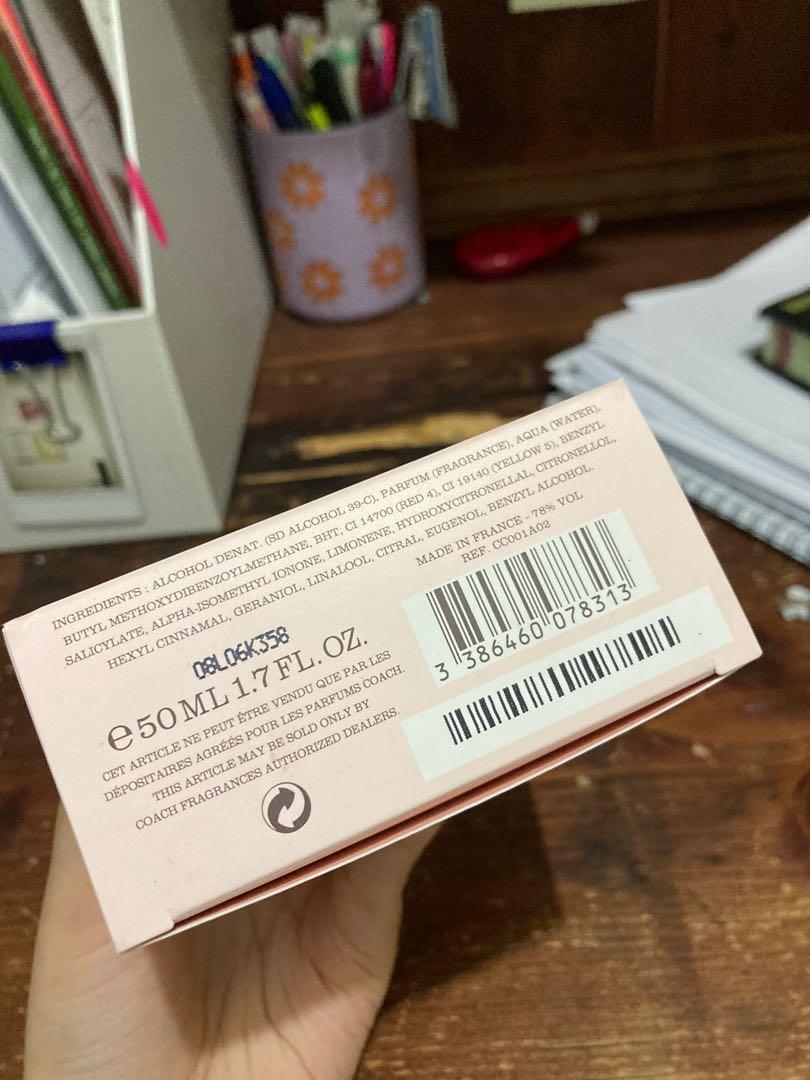 INGREDIENTS : ALCOHOL DENAT. (SD ALCOHOL 39-C), PARFUM (FRAGRANCE), AQUA (WATER),
BUTYL METHOXYDIBENZOYLMETHANE, BHT, CI 14700 (RED 4), CI 19140 (YELLOW 5), BENZYL
SALICYLATE, ALPHA-ISOMETHYL IONONE, LIMONENE, HYDROXYCITRONELLAL, CITRONELLOL,
HEXYL CINNAMAL, GERANIOL, LINALOOL, CITRAL, EUGENOL, BENZYL ALCOHOL.
MADE IN FRANCE - 78% VOL
REF. CC001A02
08L06K358
e 50 ML 1.7 FL. OZ.
CET ARTICLE NE PEUT ÊTRE VENDU QUE PAR LES
DÉPOSITAIRES AGRÉÉS POUR LES PARFUMS COACH.
THIS ARTICLE MAY BE SOLD ONLY BY
COACH FRAGRANCES AUTHORIZED DEALERS.
3 386460 078313